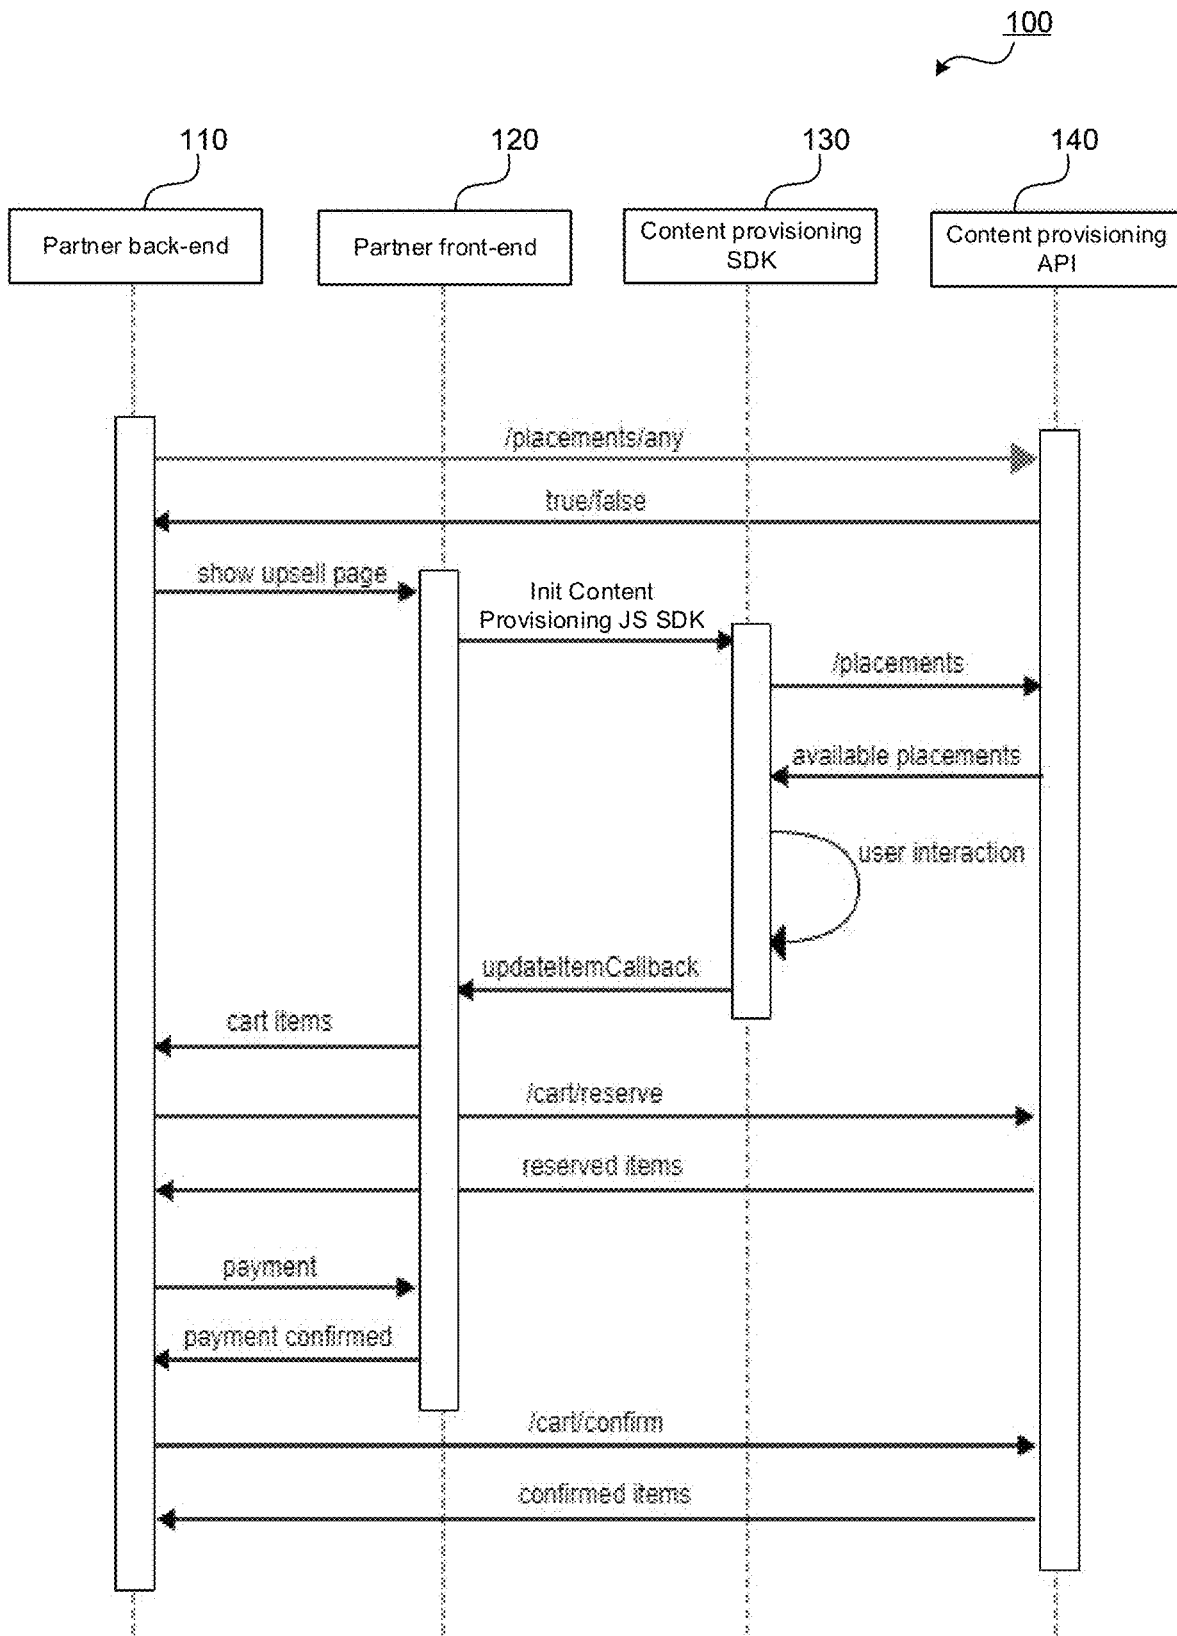 100
110
120
130
140
Partner back-end
Partner front-end
Content provisioning
SDK
Content provisioning
API
/placements/any
true/false
show upsell page
Init Content
Provisioning JS SDK
/placements
available placements
user interaction
updateItemCallback
cart items
/cart/reserve
reserved items
payment
payment confirmed
/cart/confirm
confirmed items